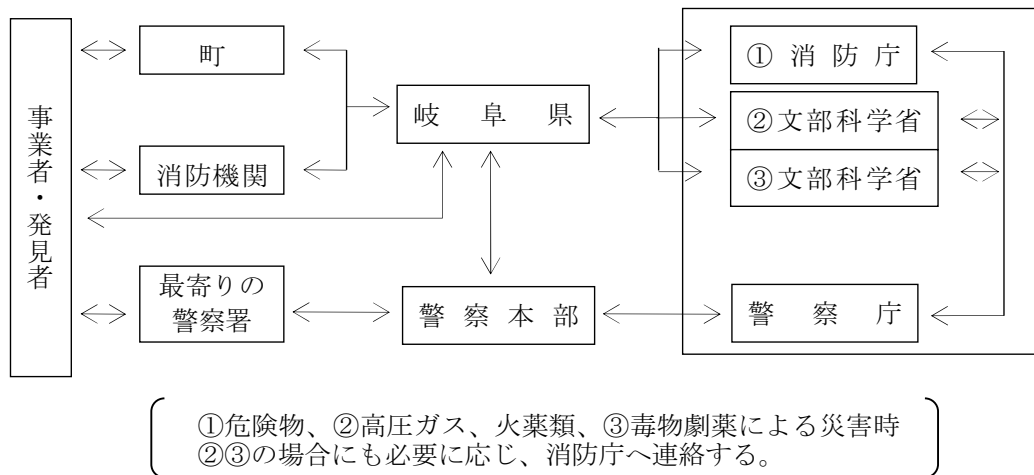 事業者・発見者
町
消防機関
最寄りの
警察署
岐阜県
警察本部
①消防庁
②文部科学省
③文部科学省
警察庁
①危険物、②高圧ガス、火薬類、③毒物劇薬による災害時
②③の場合にも必要に応じ、消防庁へ連絡する。